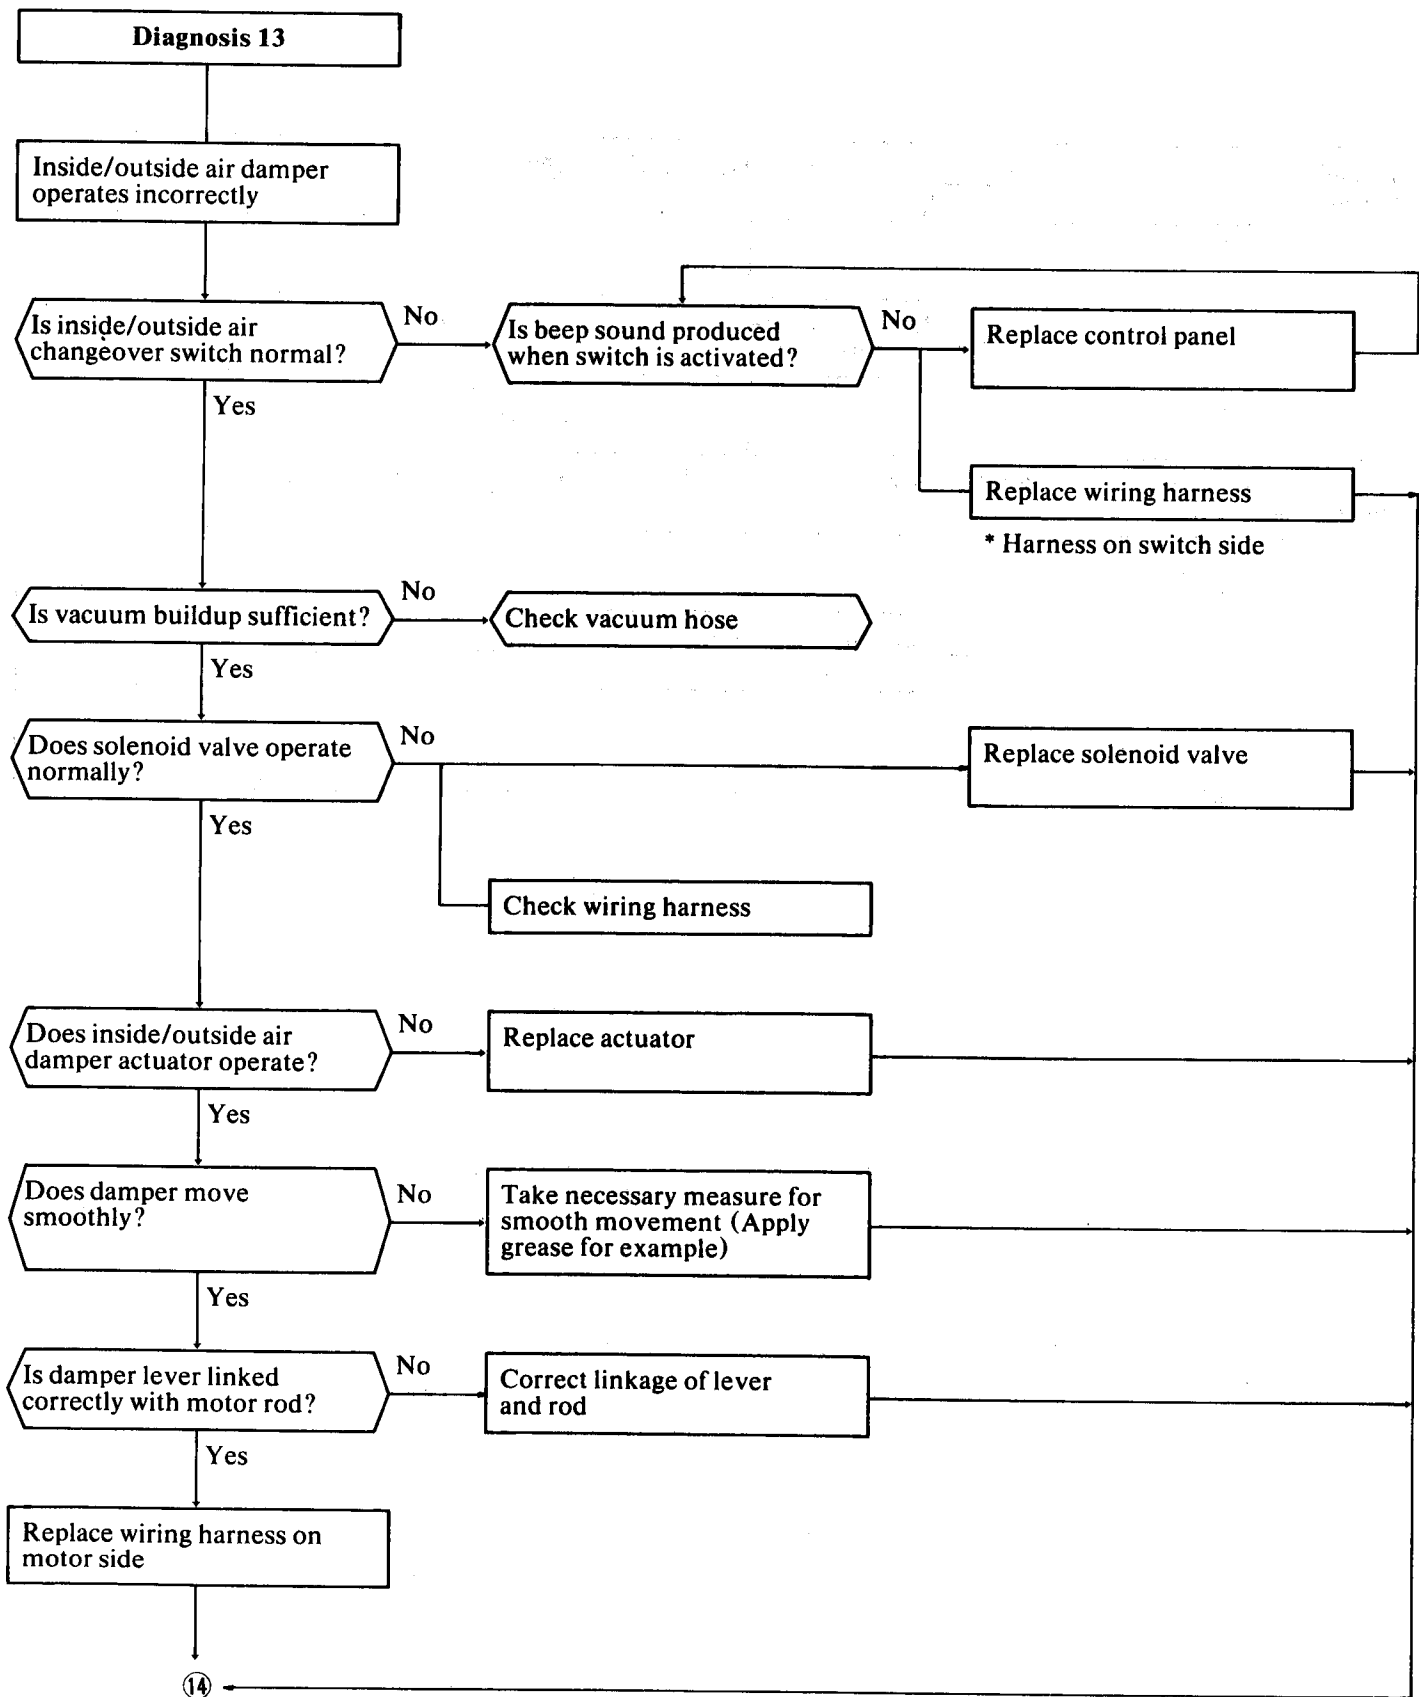 Diagnosis 13
Inside/outside air damper
operates incorrectly
Is inside/outside air
changeover switch normal?
No
Is beep sound produced
when switch is activated?
No
Replace control panel
Yes
Replace wiring harness
* Harness on switch side
Is vacuum buildup sufficient?
No
Check vacuum hose
Yes
Does solenoid valve operate
normally?
No
Replace solenoid valve
Yes
Check wiring harness
Does inside/outside air
damper actuator operate?
No
Replace actuator
Yes
Does damper move
smoothly?
No
Take necessary measure for
smooth movement (Apply
grease for example)
Yes
Is damper lever linked
correctly with motor rod?
No
Correct linkage of lever
and rod
Yes
Replace wiring harness on
motor side
⑭